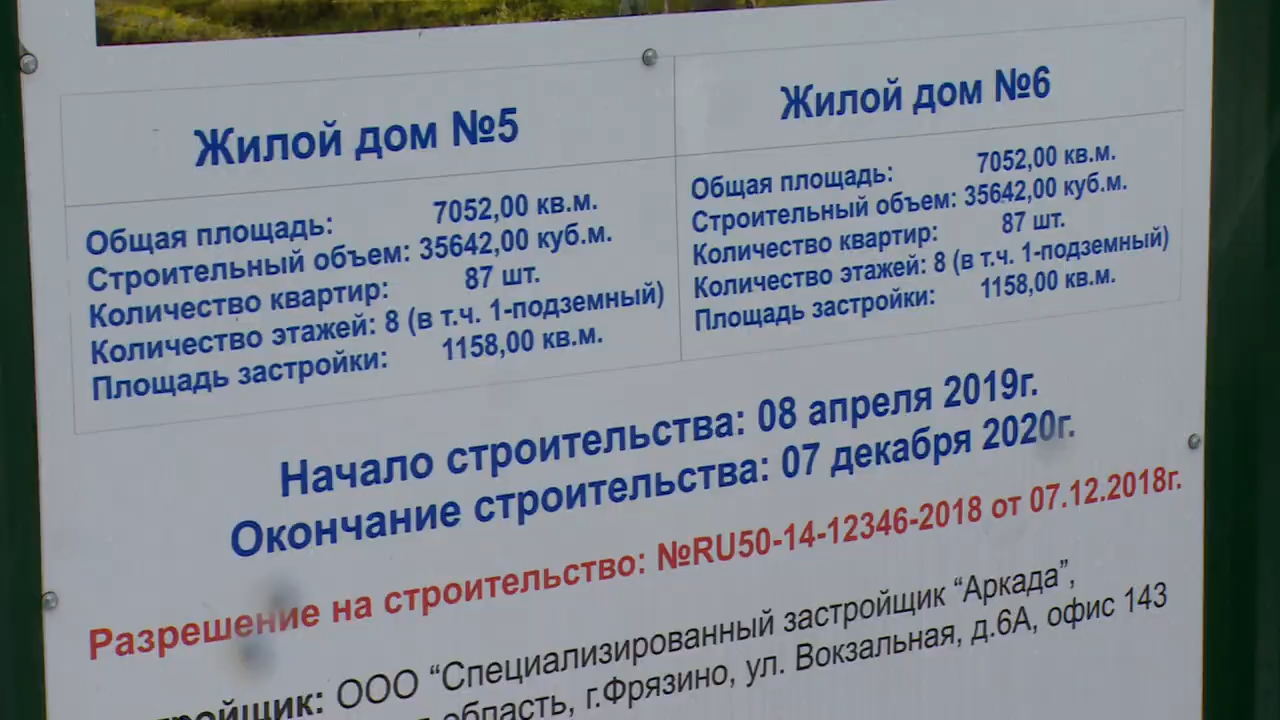 Жилой дом №5
Общая площадь: 7052,00 кв.м.
Строительный объем: 35642,00 куб.м.
Количество квартир: 87 шт.
Количество этажей: 8 (в т.ч. 1-подземный)
Площадь застройки: 1158,00 кв.м.
Жилой дом №6
Общая площадь: 7052,00 кв.м.
Строительный объем: 35642,00 куб.м.
Количество квартир: 87 шт.
Количество этажей: 8 (в т.ч. 1-подземный)
Площадь застройки: 1158,00 кв.м.
Начало строительства: 08 апреля 2019г.
Окончание строительства: 07 декабря 2020г.
Разрешение на строительство: №RU50-14-12346-2018 от 07.12.2018г.
ООО “Специализированный застройщик “Аркада”,
область, г.Фрязино, ул. Вокзальная, д.6А, офис 143